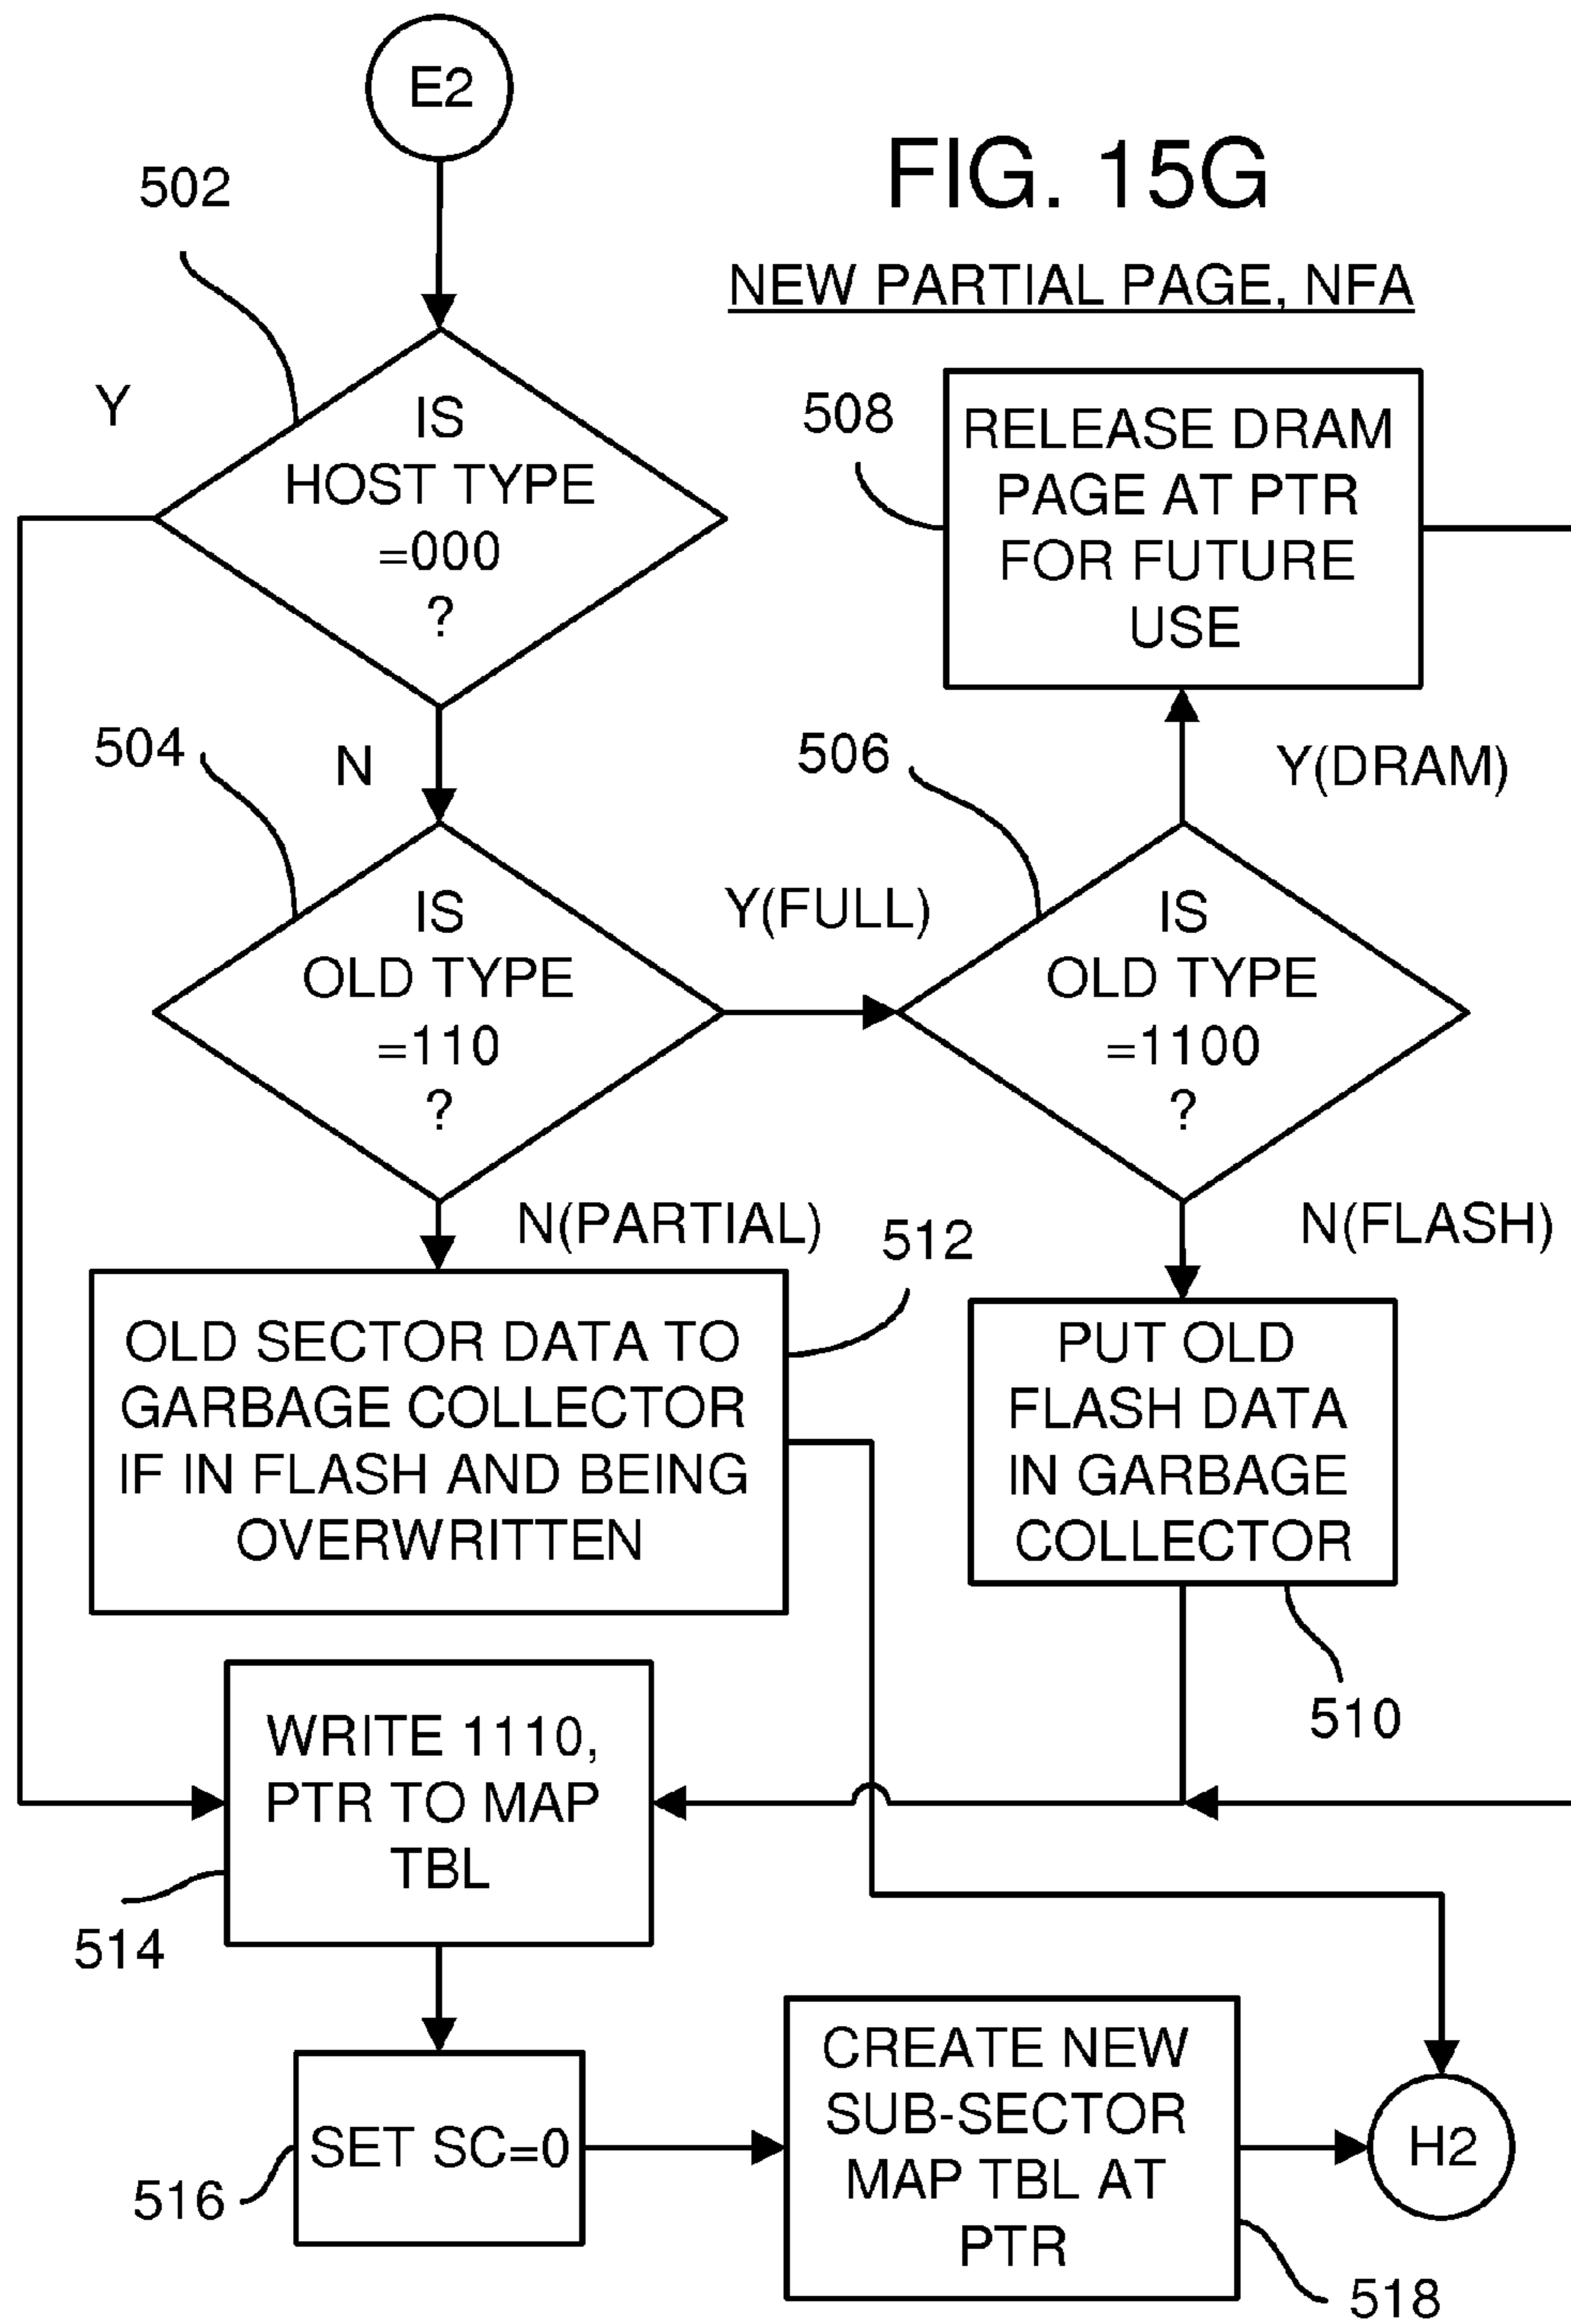 E2
FIG. 15G
NEW PARTIAL PAGE, NFA
502
Y
IS
HOST TYPE
=000
?
508
RELEASE DRAM
PAGE AT PTR
FOR FUTURE
USE
504
N
506
Y(DRAM)
IS
OLD TYPE
=110
?
Y(FULL)
IS
OLD TYPE
=1100
?
N(PARTIAL)
512
N(FLASH)
OLD SECTOR DATA TO
GARBAGE COLLECTOR
IF IN FLASH AND BEING
OVERWRITTEN
PUT OLD
FLASH DATA
IN GARBAGE
COLLECTOR
510
WRITE 1110,
PTR TO MAP
TBL
514
SET SC=0
516
CREATE NEW
SUB-SECTOR
MAP TBL AT
PTR
518
H2